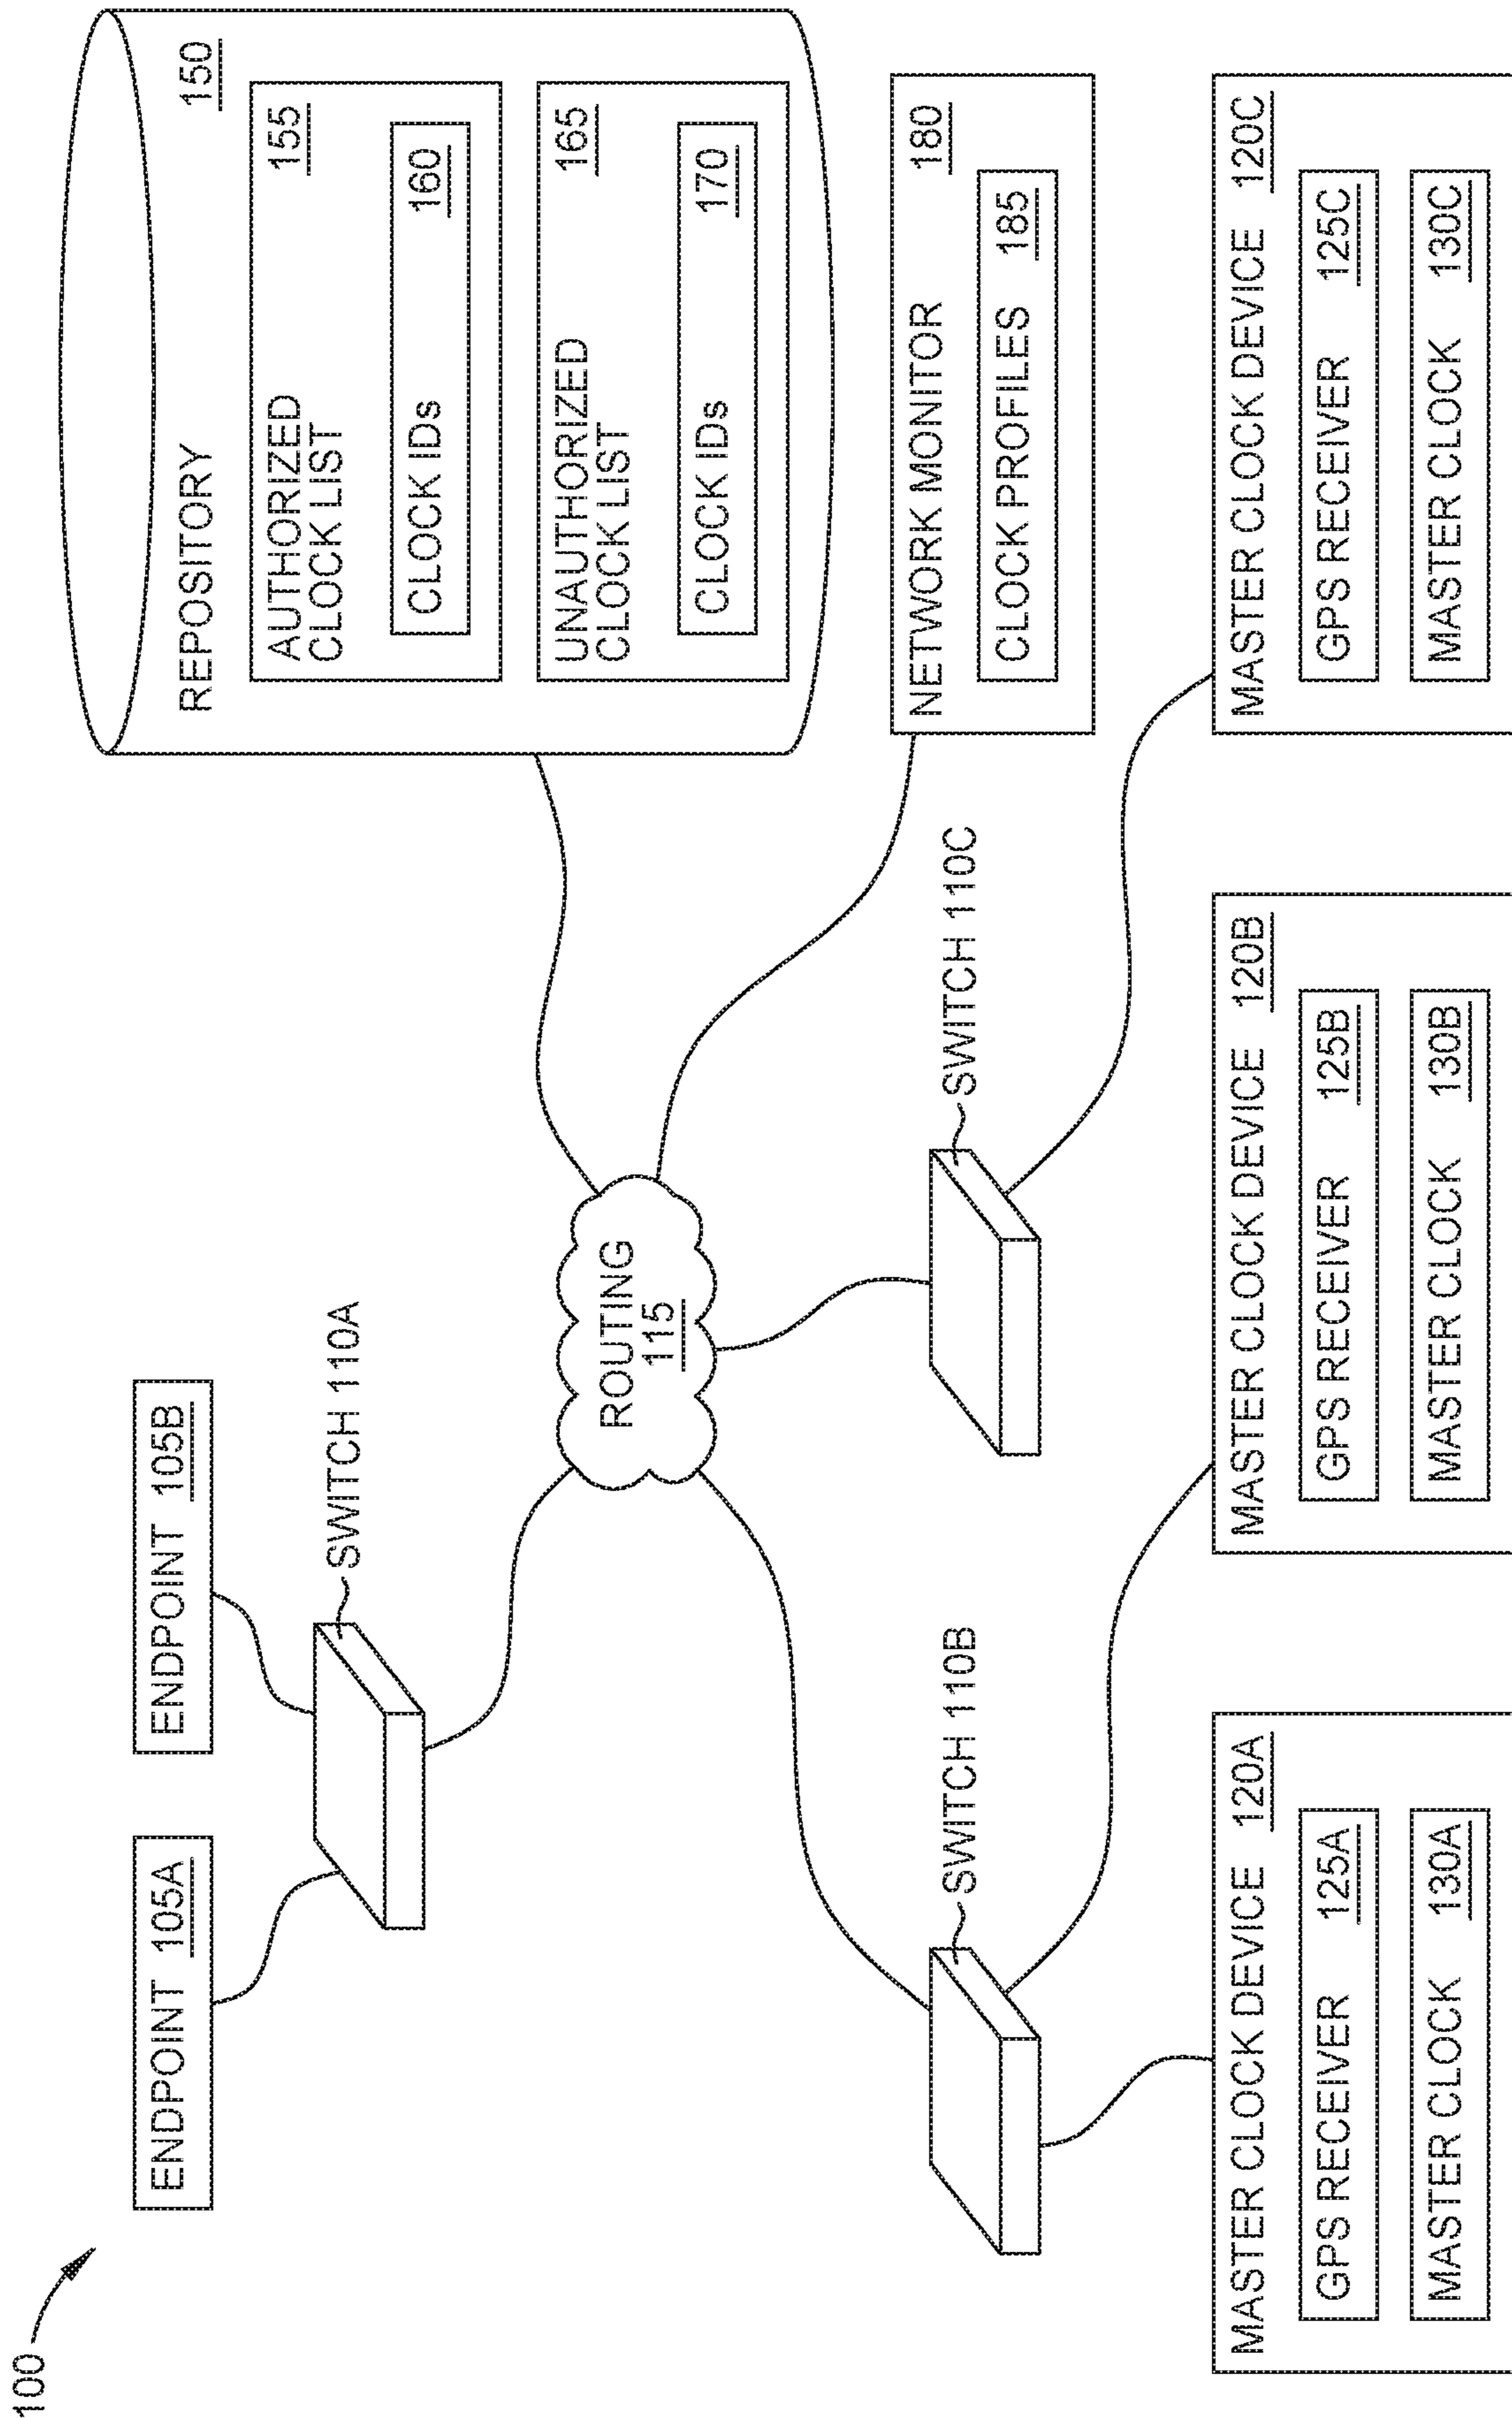 100
ENDPOINT 105A
ENDPOINT 105B
SWITCH 110A
REPOSITORY
150
AUTHORIZED
CLOCK LIST
155
CLOCK IDs 160
UNAUTHORIZED
CLOCK LIST
165
CLOCK IDs 170
ROUTING
115
NETWORK MONITOR 180
CLOCK PROFILES 185
SWITCH 110B
SWITCH 110C
MASTER CLOCK DEVICE 120A
GPS RECEIVER 125A
MASTER CLOCK 130A
MASTER CLOCK DEVICE 120B
GPS RECEIVER 125B
MASTER CLOCK 130B
MASTER CLOCK DEVICE 120C
GPS RECEIVER 125C
MASTER CLOCK 130C